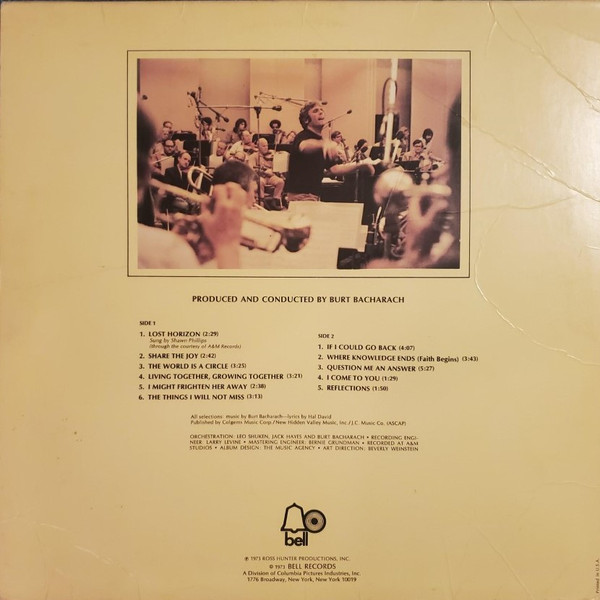 PRODUCED AND CONDUCTED BY BURT BACHARACH
SIDE 1
1. LOST HORIZON (2:29)
Sung by Shawn Phillips
(through the courtesy of A&M Records)
2. SHARE THE JOY (2:42)
3. THE WORLD IS A CIRCLE (3:25)
4. LIVING TOGETHER, GROWING TOGETHER (3:21)
5. I MIGHT FRIGHTEN HER AWAY (2:38)
6. THE THINGS I WILL NOT MISS (3:13)
SIDE 2
1. IF I COULD GO BACK (4:07)
2. WHERE KNOWLEDGE ENDS (Faith Begins) (3:43)
3. QUESTION ME AN ANSWER (5:27)
4. I COME TO YOU (1:29)
5. REFLECTIONS (1:50)
All selections: music by Burt Bacharach—lyrics by Hal David
Published by Colgems Music Corp./New Hidden Valley Music, Inc./J.C. Music Co. (ASCAP)
ORCHESTRATION: LEO SHUKEN, JACK HAYES AND BURT BACHARACH • RECORDING ENGI-
NEER: LARRY LEVINE • MASTERING ENGINEER: BERNIE GRUNDMAN • RECORDED AT A&M
STUDIOS • ALBUM DESIGN: THE MUSIC AGENCY • ART DIRECTION: BEVERLY WEINSTEIN
bell
℗ 1973 ROSS HUNTER PRODUCTIONS, INC.
© 1973 BELL RECORDS
A Division of Columbia Pictures Industries, Inc.
1776 Broadway, New York, New York 10019
Printed in U.S.A.